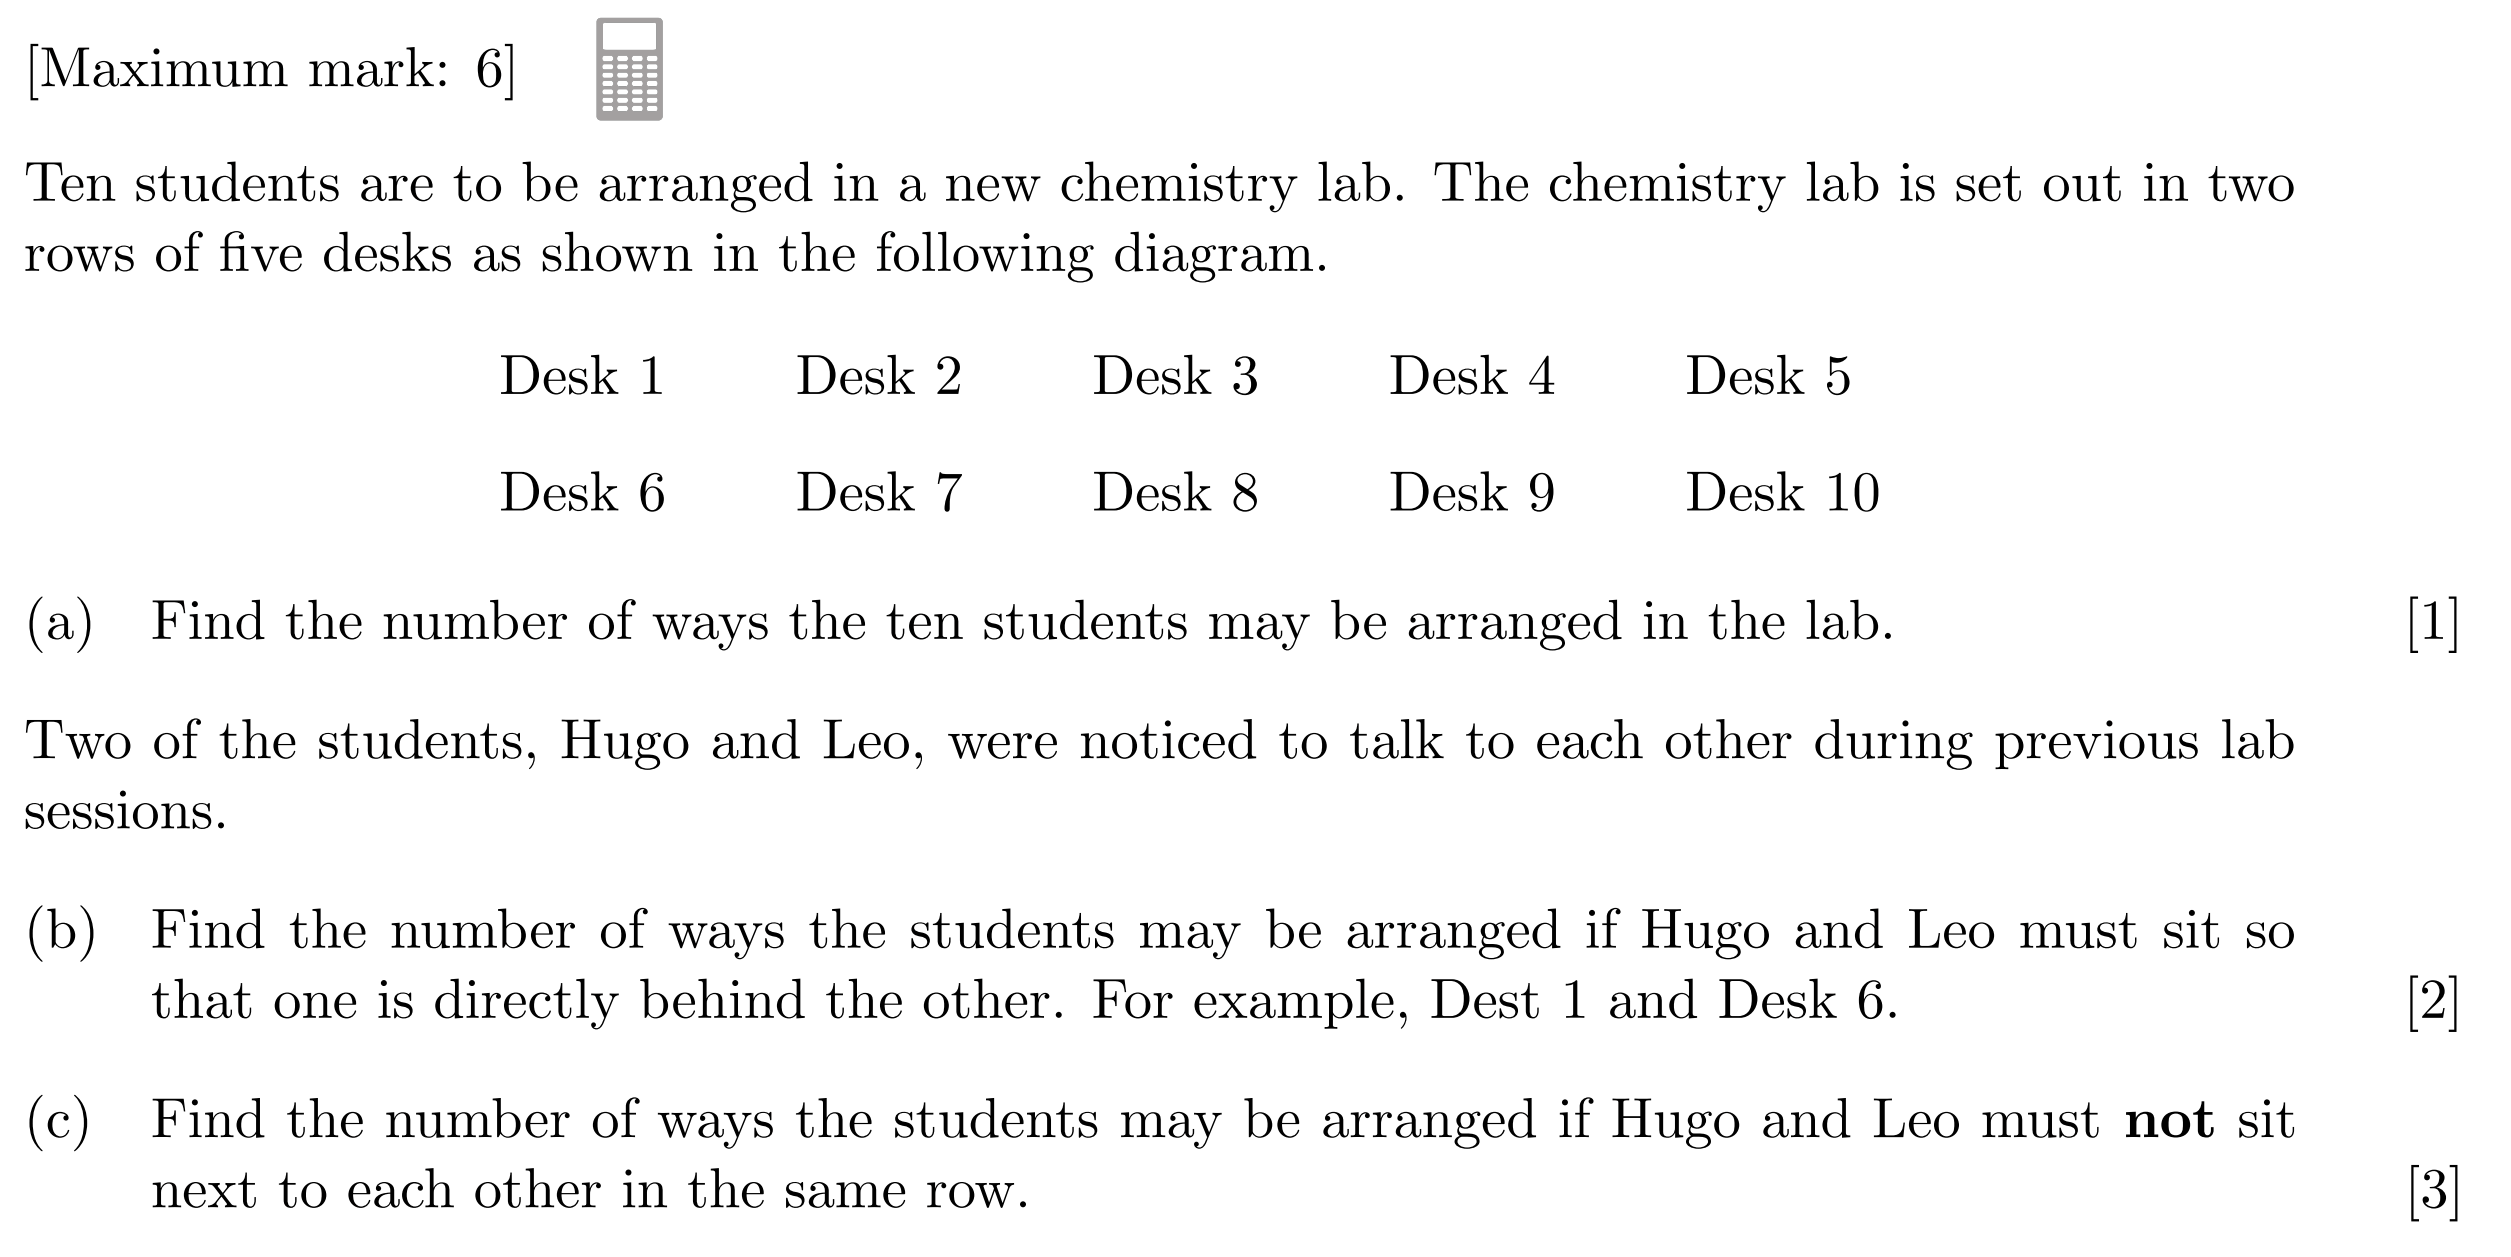 [Maximum mark: 6]
Ten students are to be arranged in a new chemistry lab. The chemistry lab is set out in two
rows of five desks as shown in the following diagram.
Desk 1 Desk 2 Desk 3 Desk 4 Desk 5
Desk 6 Desk 7 Desk 8 Desk 9 Desk 10
(a) Find the number of ways the ten students may be arranged in the lab. [1]
Two of the students, Hugo and Leo, were noticed to talk to each other during previous lab
sessions.
(b) Find the number of ways the students may be arranged if Hugo and Leo must sit so
that one is directly behind the other. For example, Dest 1 and Desk 6. [2]
(c) Find the number of ways the students may be arranged if Hugo and Leo must not sit
next to each other in the same row. [3]